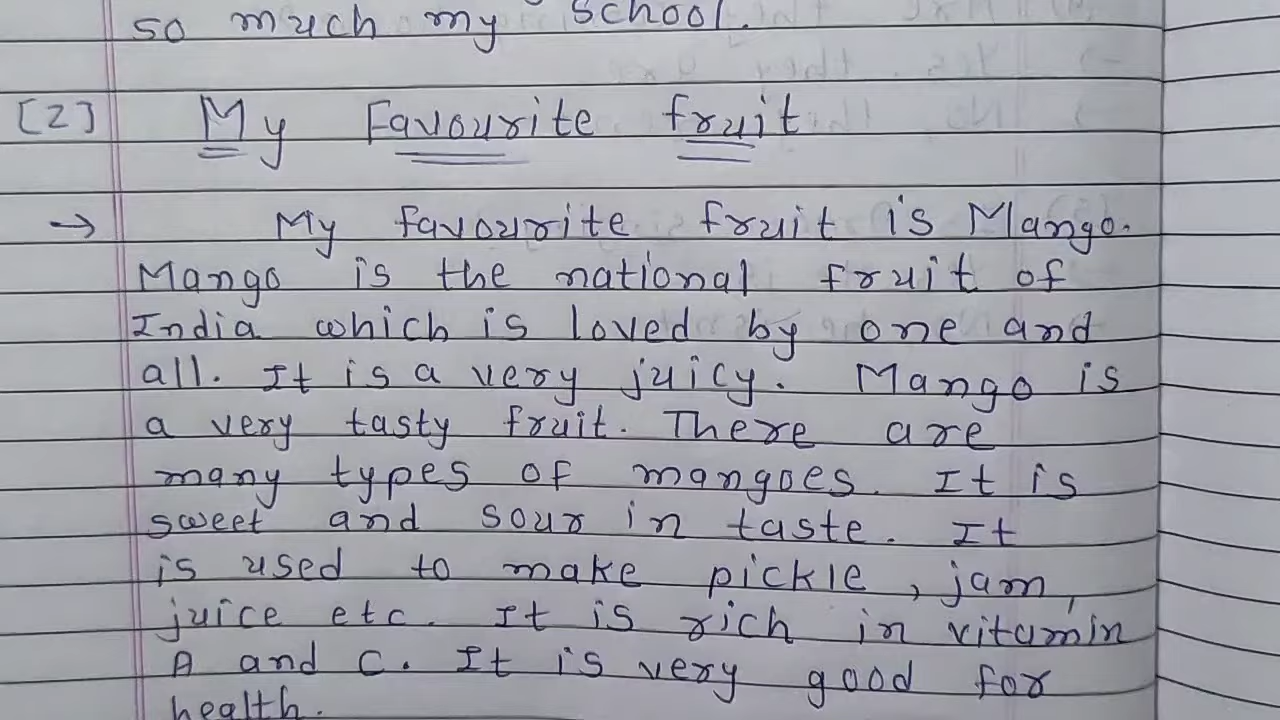 so much my school.
[2] My Favourite fruit
→ My favourite fruit is Mango.
Mango is the national fruit of
India which is loved by one and
all. It is a very juicy. Mango is
a very tasty fruit. There are
many types of mangoes. It is
sweet and sour in taste. It
is used to make pickle, jam,
juice etc. It is rich in vitamin
A and C. It is very good for
health.